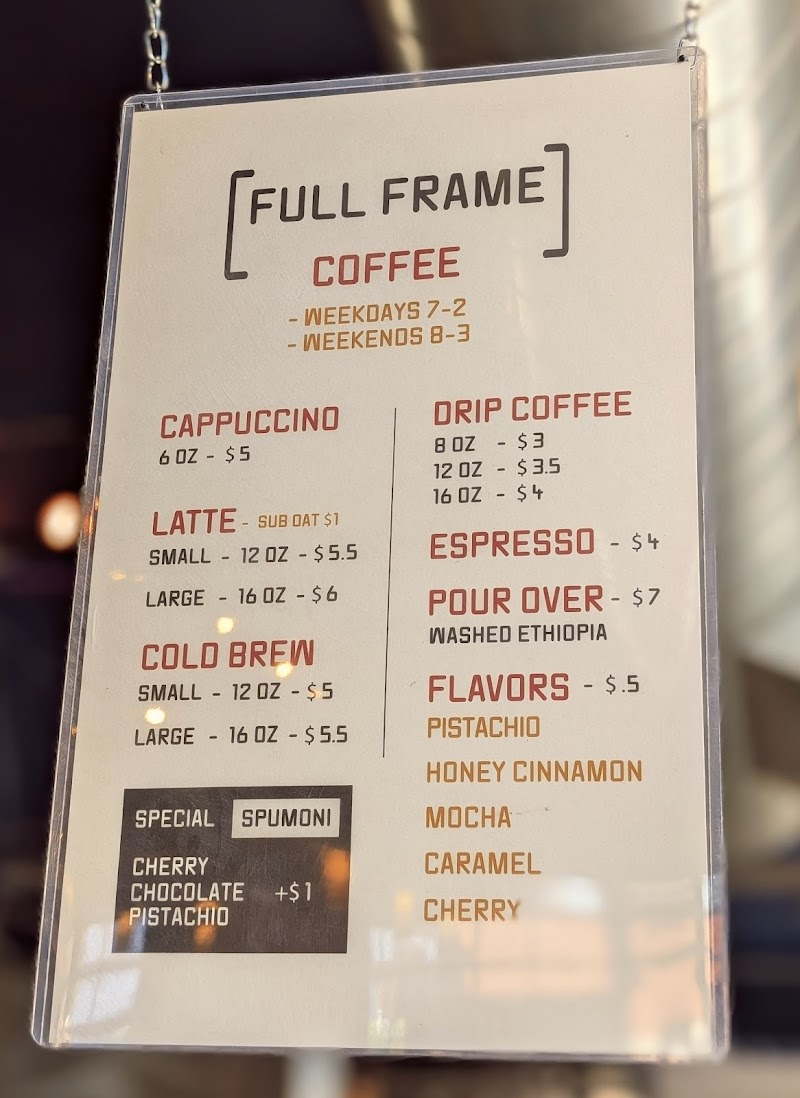 [FULL FRAME]
COFFEE
- WEEKDAYS 7-2
- WEEKENDS 8-3
CAPPUCCINO
6 OZ - $5
LATTE - SUB OAT $1
SMALL - 12 OZ - $5.5
LARGE - 16 OZ - $6
COLD BREW
SMALL - 12 OZ - $5
LARGE - 16 OZ - $5.5
SPECIAL SPUMONI
CHERRY
CHOCOLATE +$1
PISTACHIO
DRIP COFFEE
8 OZ - $3
12 OZ - $3.5
16 OZ - $4
ESPRESSO - $4
POUR OVER - $7
WASHED ETHIOPIA
FLAVORS - $.5
PISTACHIO
HONEY CINNAMON
MOCHA
CARAMEL
CHERRY